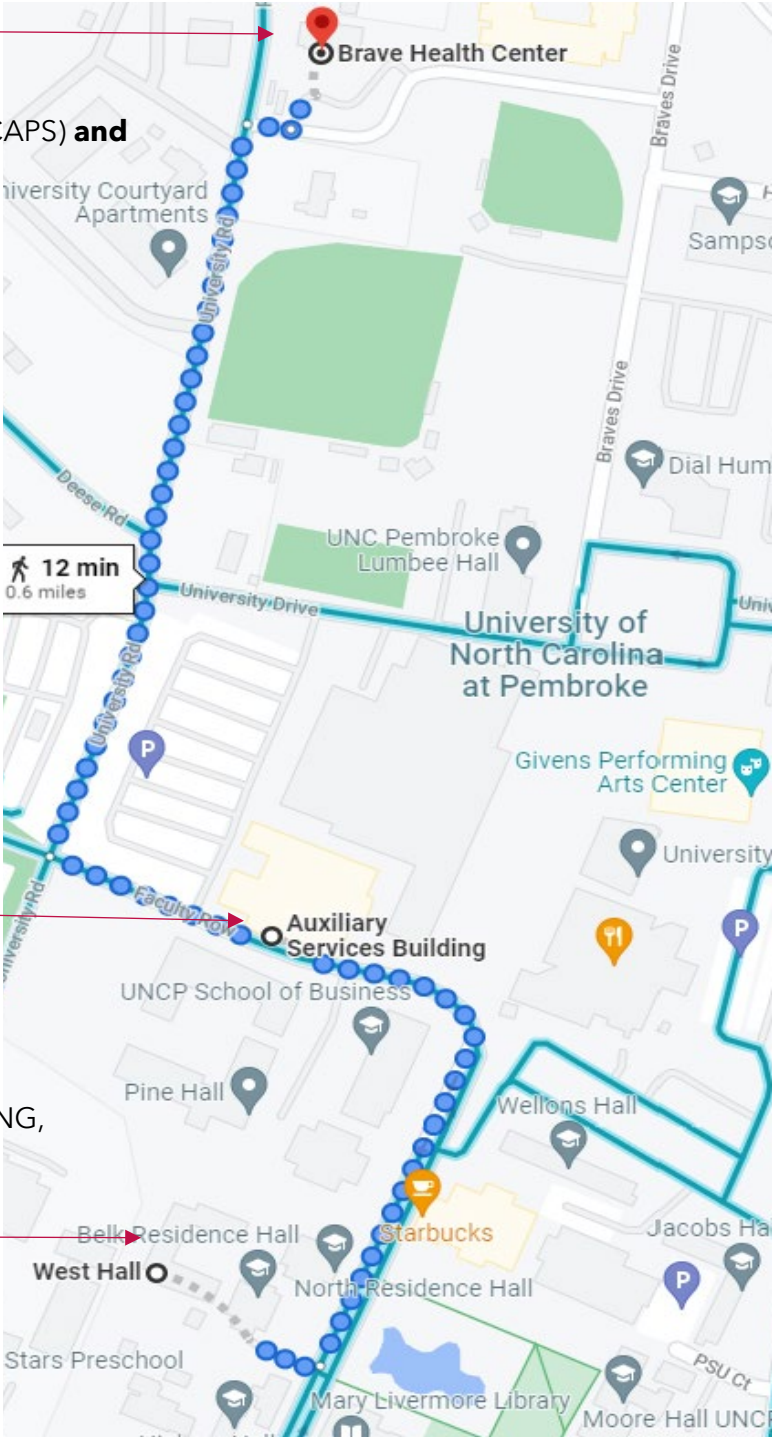 Brave Health Center
CAPS) and
Braves Drive
niversity Courtyard
Apartments
University Rd
H
Sampso
Braves Drive
Deese Rd
Dial Hum
UNC Pembroke
Lumbee Hall
12 min
0.6 miles
University Drive
Univ
University of
North Carolina
at Pembroke
University Rd
P
Givens Performing
Arts Center
University
Faculty Row
University Rd
P
Auxiliary
Services Building
UNCP School of Business
Pine Hall
Wellons Hall
NG,
Belk Residence Hall
Starbucks
Jacobs Ha
West Hall
North Residence Hall
P
Stars Preschool
PSU Ct
Mary Livermore Library
Moore Hall UNCP